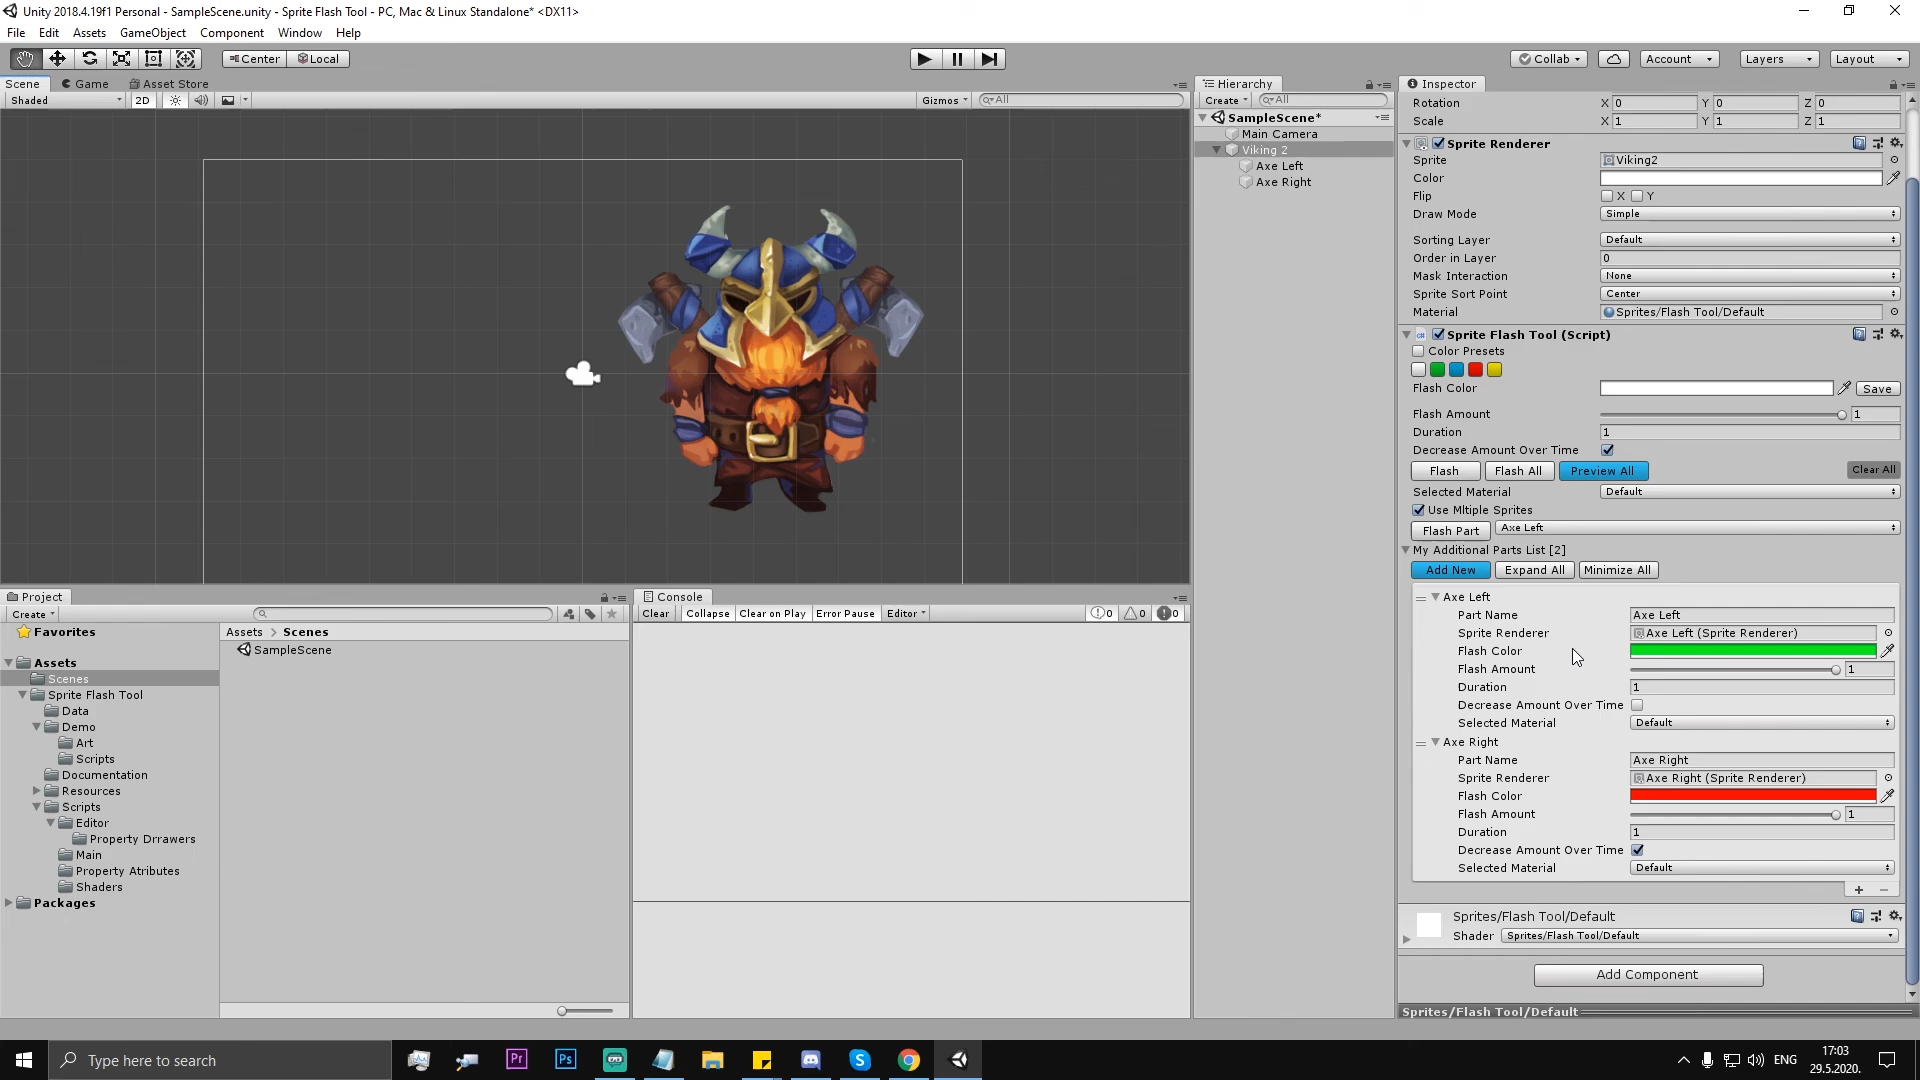 Unity 2018.4.19f1 Personal - SampleScene.unity - Sprite Flash Tool - PC, Mac & Linux Standalone* <DX11>
File Edit Assets GameObject Component Window Help
Center Local
Collab Account Layers Layout
Scene Game Asset Store
Shaded 2D Gizmos All
Hierarchy
Create All
SampleScene*
Main Camera
Viking 2
Axe Left
Axe Right
Inspector
Rotation X 0 Y 0 Z 0
Scale X 1 Y 1 Z 1
Sprite Renderer
Sprite Viking2
Color
Flip X Y
Draw Mode Simple
Sorting Layer Default
Order in Layer 0
Mask Interaction None
Sprite Sort Point Center
Material Sprites/Flash Tool/Default
Sprite Flash Tool (Script)
Color Presets
Flash Color Save
Flash Amount 1
Duration 1
Decrease Amount Over Time
Flash Flash All Preview All Clear All
Selected Material Default
Use Mltiple Sprites
Flash Part Axe Left
My Additional Parts List [2]
Add New Expand All Minimize All
Axe Left
Part Name Axe Left
Sprite Renderer Axe Left (Sprite Renderer)
Flash Color
Flash Amount 1
Duration 1
Decrease Amount Over Time
Selected Material Default
Axe Right
Part Name Axe Right
Sprite Renderer Axe Right (Sprite Renderer)
Flash Color
Flash Amount 1
Duration 1
Decrease Amount Over Time
Selected Material Default
Sprites/Flash Tool/Default
Shader Sprites/Flash Tool/Default
Add Component
Sprites/Flash Tool/Default
Project
Create
Favorites
Assets
Scenes
Sprite Flash Tool
Data
Demo
Art
Scripts
Documentation
Resources
Scripts
Editor
Property Drrawers
Main
Property Atributes
Shaders
Packages
Assets > Scenes
SampleScene
Console
Clear Collapse Clear on Play Error Pause Editor 0 0 0
Type here to search
Pr Ps
ENG
17:03
29.5.2020.